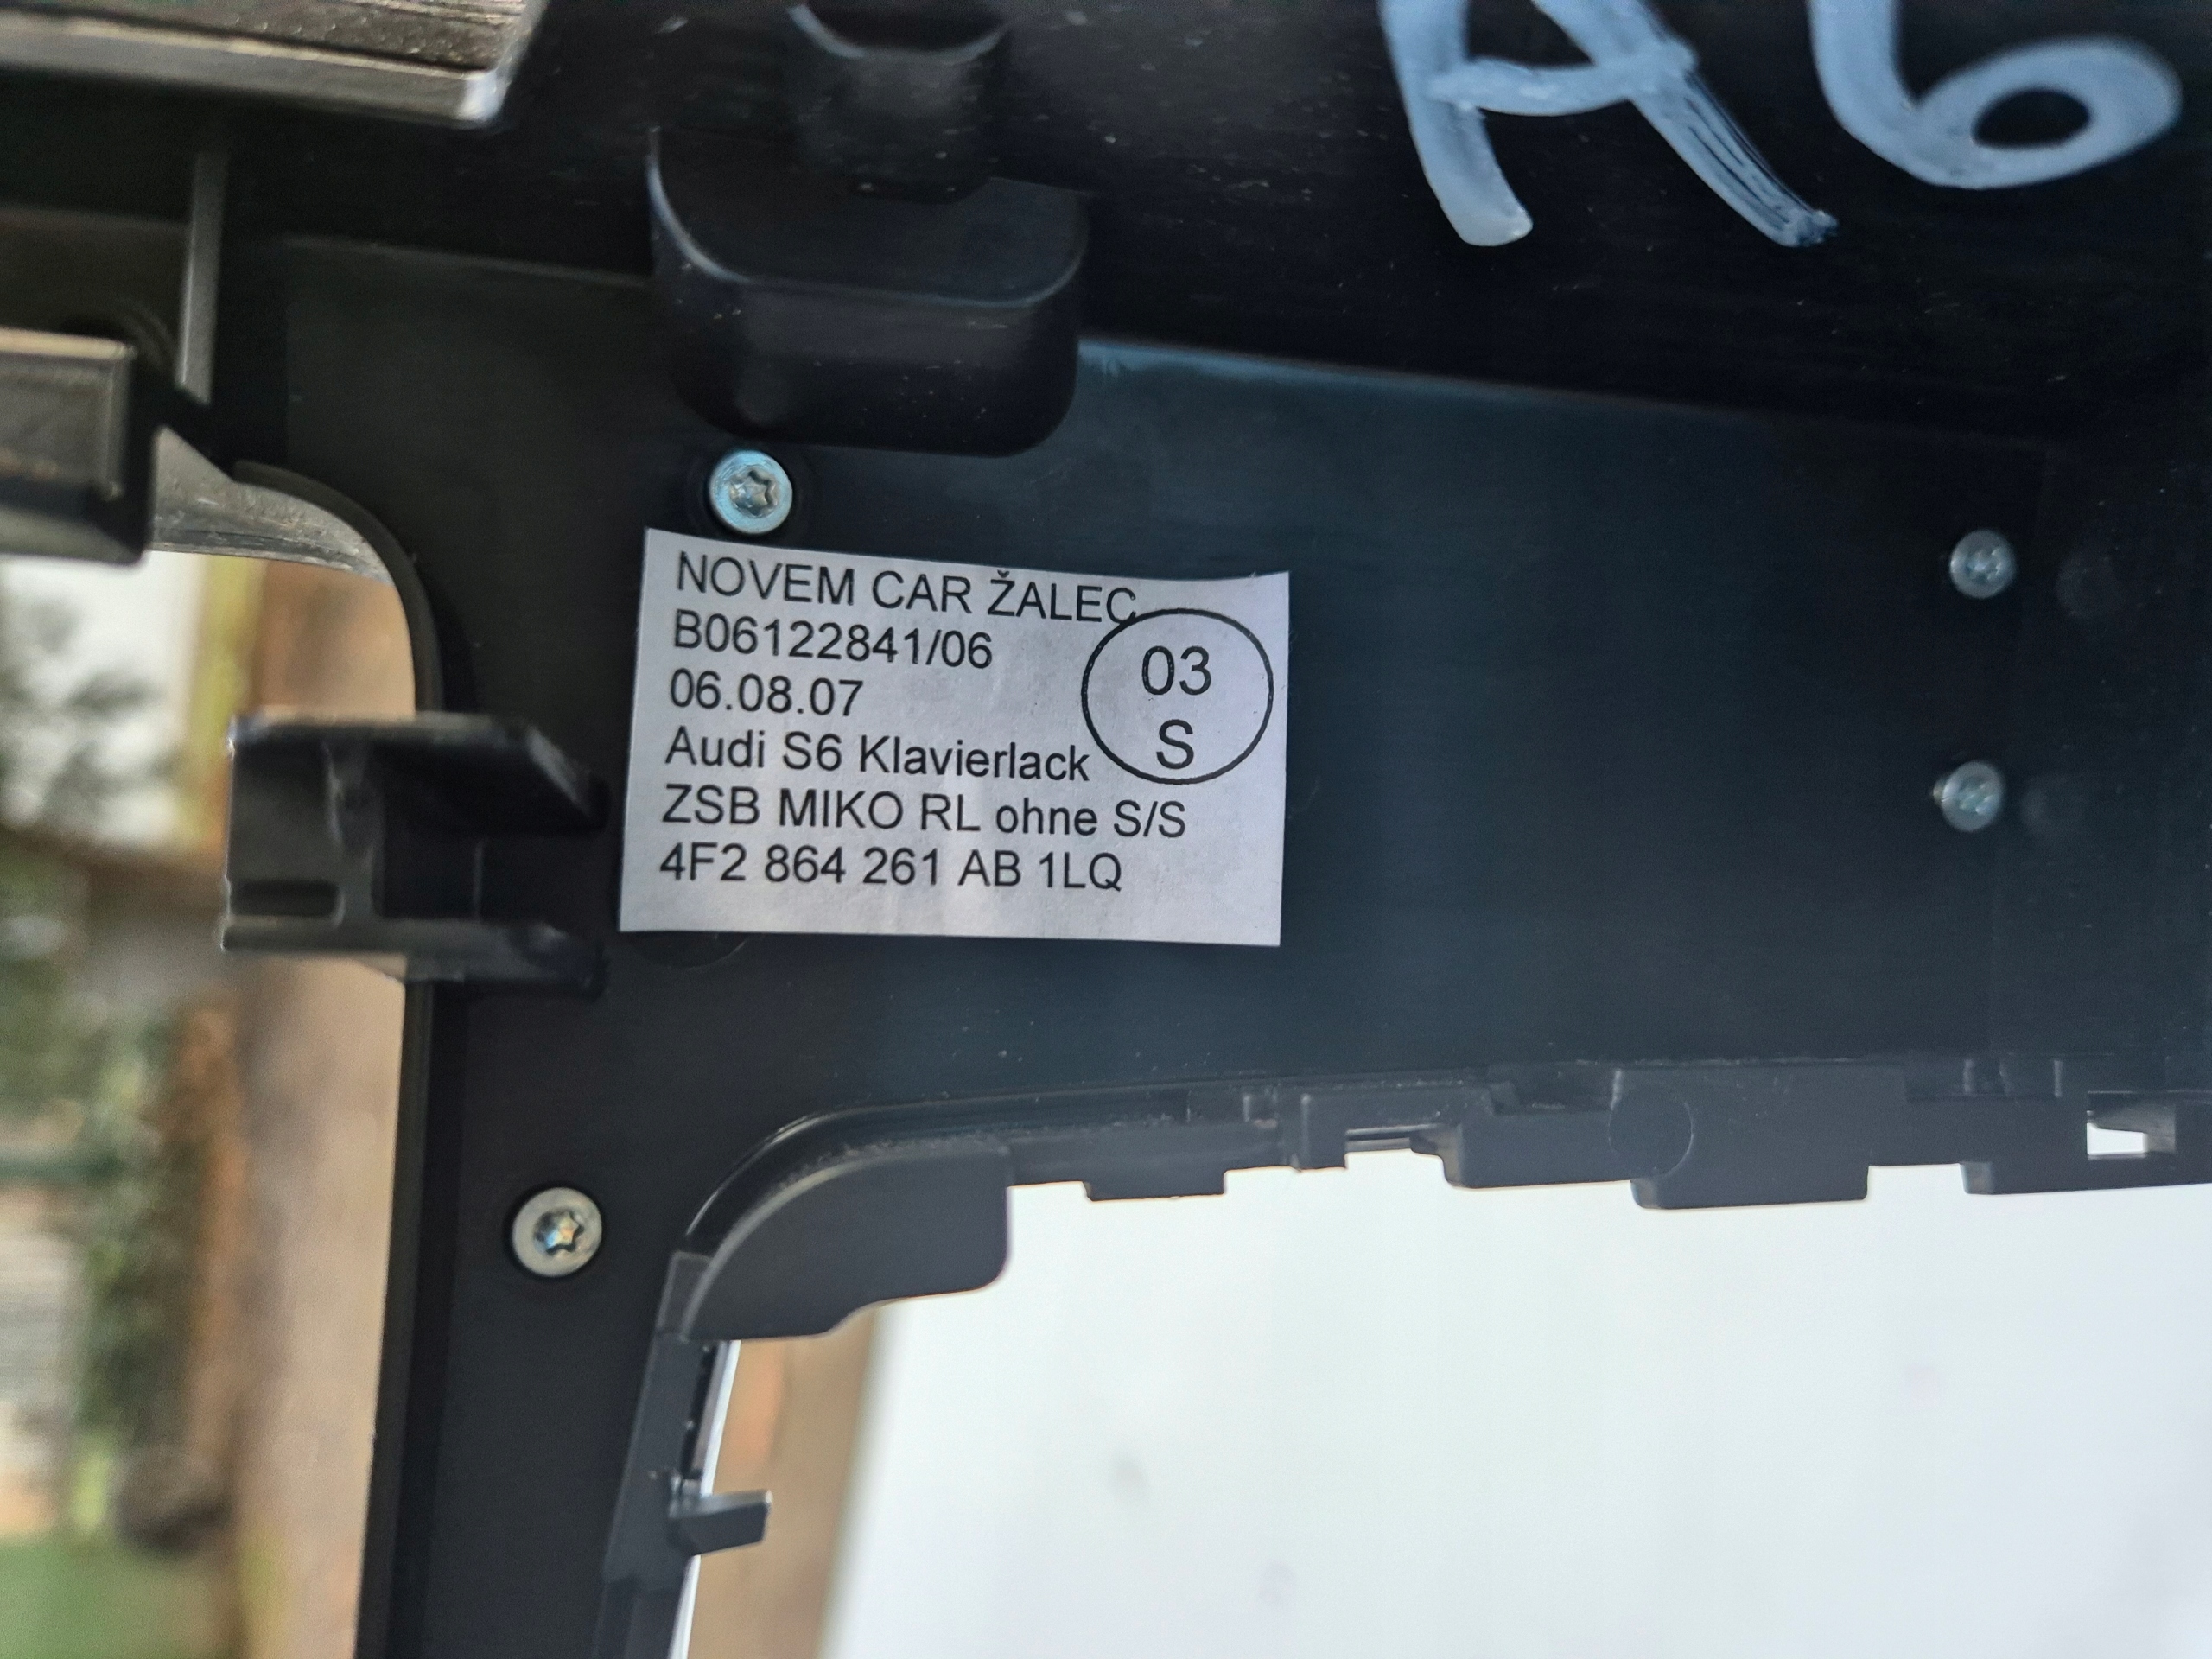 A6
NOVEM CAR ŽALEC
B06122841/06
03
06.08.07
S
Audi S6 Klavierlack
ZSB MIKO RL ohne S/S
4F2 864 261 AB 1LQ